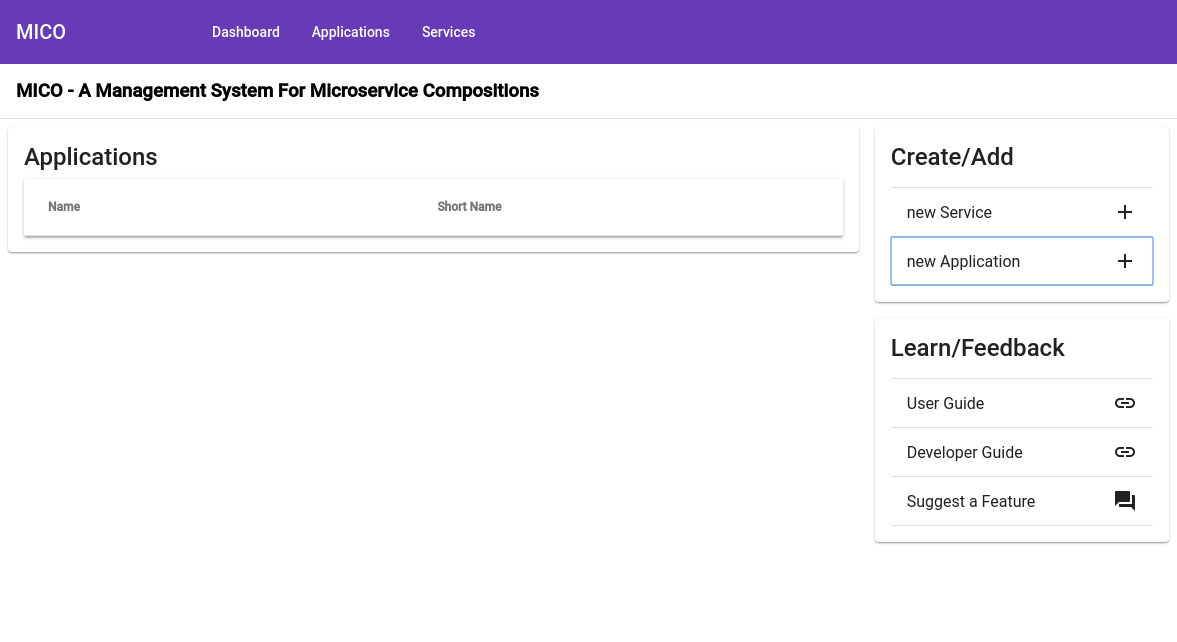 MICO Dashboard Applications Services
MICO - A Management System For Microservice Compositions
Applications
Name Short Name
Create/Add
new Service
new Application
Learn/Feedback
User Guide
Developer Guide
Suggest a Feature